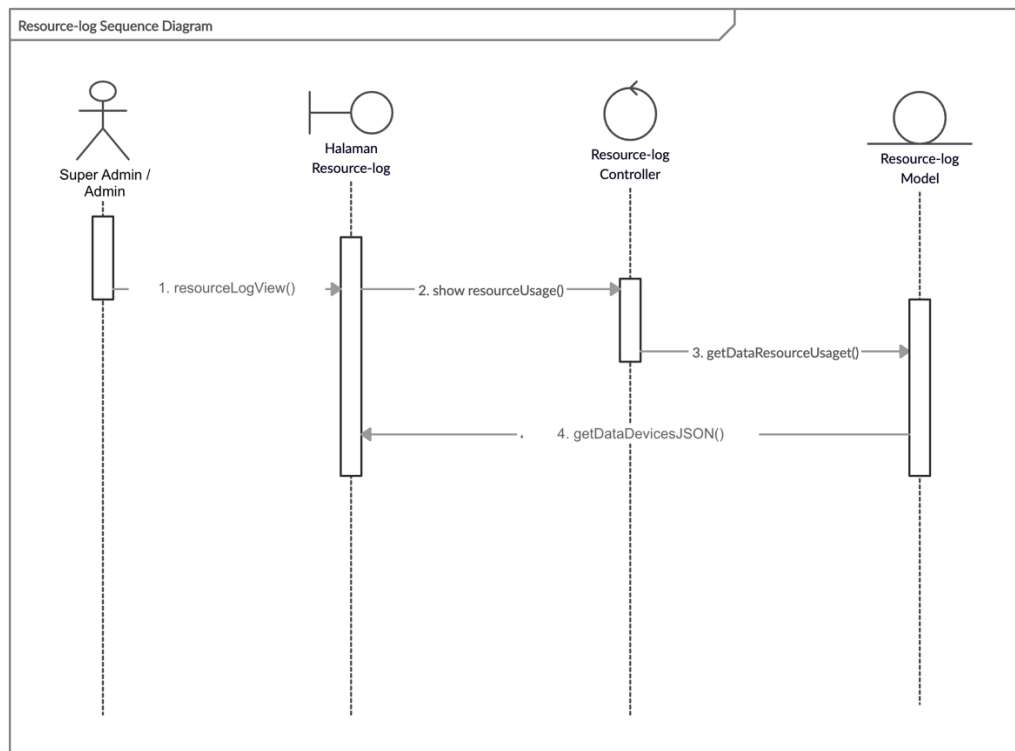 Resource-log Sequence Diagram
Super Admin /
Admin
Halaman
Resource-log
Resource-log
Controller
Resource-log
Model
1. resourceLogView()
2. show resourceUsage()
3. getDataResourceUsaget()
4. getDataDevicesJSON()